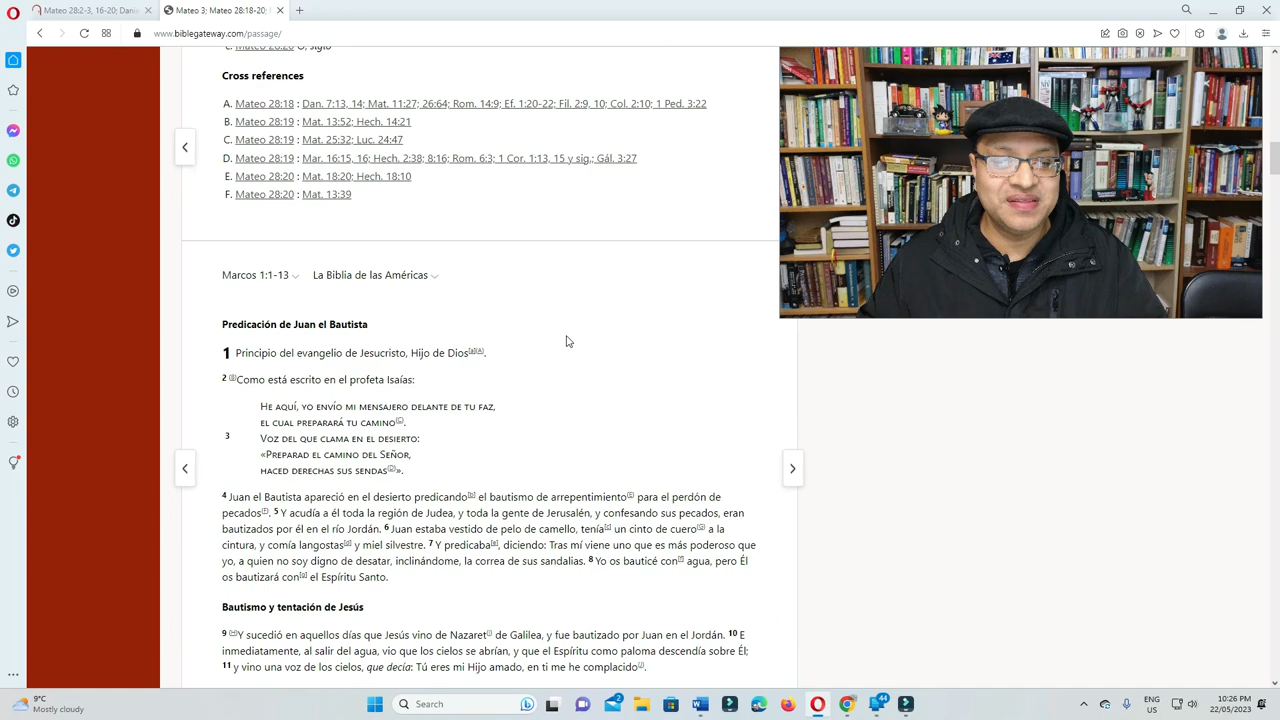 Mateo 28:2-3, 16-20; Danie
Mateo 3; Mateo 28:18-20;
www.biblegateway.com/passage/
Cross references
A. Mateo 28:18 : Dan. 7:13, 14; Mat. 11:27; 26:64; Rom. 14:9; Ef. 1:20-22; Fil. 2:9, 10; Col. 2:10; 1 Ped. 3:22
B. Mateo 28:19 : Mat. 13:52; Hech. 14:21
C. Mateo 28:19 : Mat. 25:32; Luc. 24:47
D. Mateo 28:19 : Mar. 16:15, 16; Hech. 2:38; 8:16; Rom. 6:3; 1 Cor. 1:13, 15 y sig.; Gál. 3:27
E. Mateo 28:20 : Mat. 18:20; Hech. 18:10
F. Mateo 28:20 : Mat. 13:39
Marcos 1:1-13 La Biblia de las Américas
Predicación de Juan el Bautista
1 Principio del evangelio de Jesucristo, Hijo de Dios[a](A).
2 (B)Como está escrito en el profeta Isaías:
He aquí, yo envío mi mensajero delante de tu faz,
el cual preparará tu camino(C).
3 Voz del que clama en el desierto:
«Preparad el camino del Señor,
haced derechas sus sendas(D)».
4 Juan el Bautista apareció en el desierto predicando[b] el bautismo de arrepentimiento(E) para el perdón de
pecados(F). 5 Y acudía a él toda la región de Judea, y toda la gente de Jerusalén, y confesando sus pecados, eran
bautizados por él en el río Jordán. 6 Juan estaba vestido de pelo de camello, tenía[c] un cinto de cuero(G) a la
cintura, y comía langostas[d] y miel silvestre. 7 Y predicaba[e], diciendo: Tras mí viene uno que es más poderoso que
yo, a quien no soy digno de desatar, inclinándome, la correa de sus sandalias. 8 Yo os bauticé con[f] agua, pero Él
os bautizará con[g] el Espíritu Santo.
Bautismo y tentación de Jesús
9 (H)Y sucedió en aquellos días que Jesús vino de Nazaret(I) de Galilea, y fue bautizado por Juan en el Jordán. 10 E
inmediatamente, al salir del agua, vio que los cielos se abrían, y que el Espíritu como paloma descendía sobre Él;
11 y vino una voz de los cielos, que decía: Tú eres mi Hijo amado, en ti me he complacido(J).
9°C
Mostly cloudy
Search
2
44
ENG
US
10:26 PM
22/05/2023